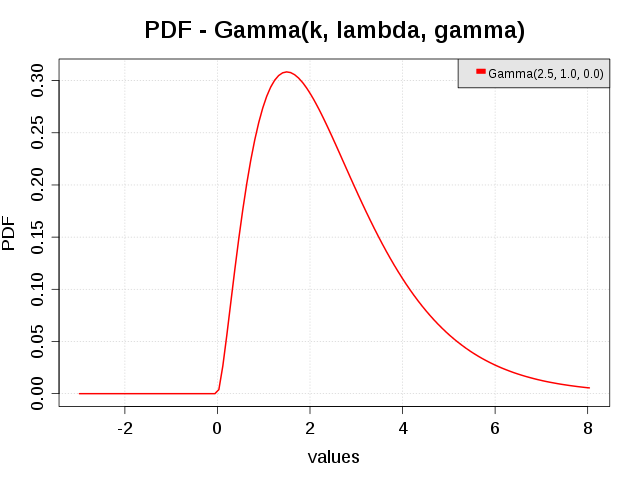 PDF - Gamma(k, lambda, gamma)
Gamma(2.5, 1.0, 0.0)
PDF
0.30
0.25
0.20
0.15
0.10
0.05
0.00
-2 0 2 4 6 8
values